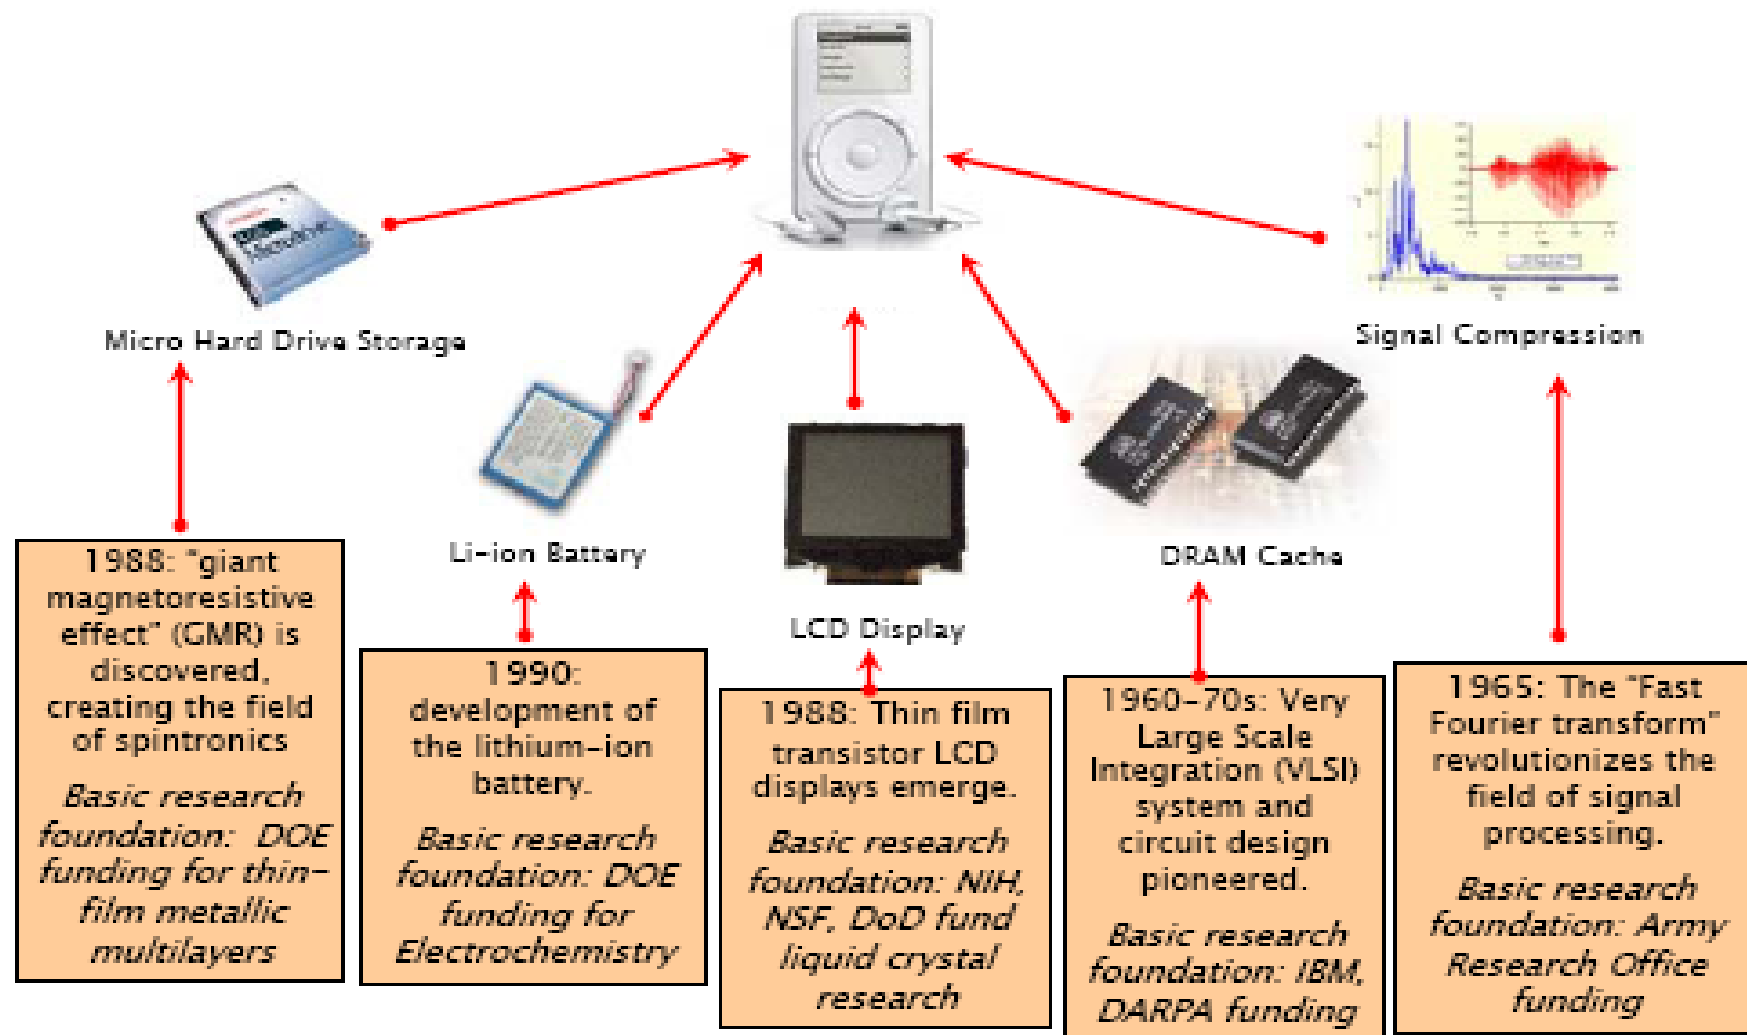 Micro Hard Drive Storage
Signal Compression
Li-ion Battery
DRAM Cache
LCD Display
1988: "giant
magnetoresistive
effect" (GMR) is
discovered,
creating the field
of spintronics
Basic research
foundation: DOE
funding for thin-
film metallic
multilayers
1990:
development of
the lithium-ion
battery.
Basic research
foundation: DOE
funding for
Electrochemistry
1988: Thin film
transistor LCD
displays emerge.
Basic research
foundation: NIH,
NSF, DoD fund
liquid crystal
research
1960-70s: Very
Large Scale
Integration (VLSI)
system and
circuit design
pioneered.
Basic research
foundation: IBM,
DARPA funding
1965: The "Fast
Fourier transform"
revolutionizes the
field of signal
processing.
Basic research
foundation: Army
Research Office
funding